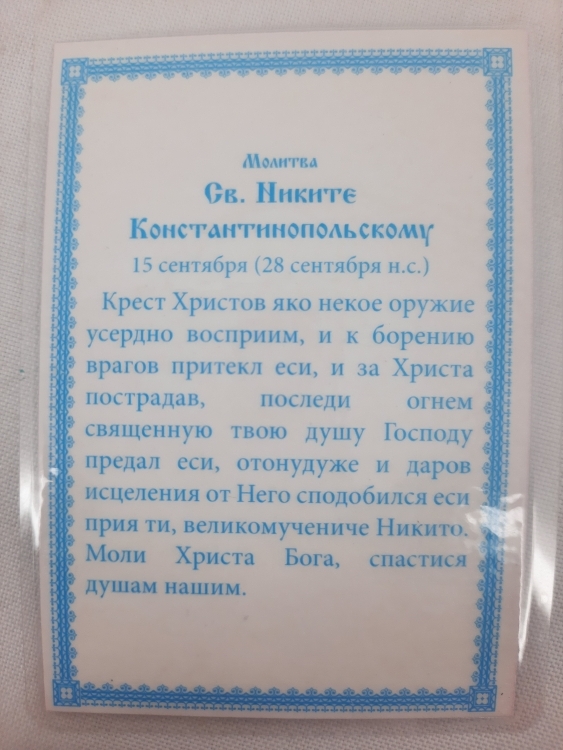 Молитва
Св. Никите
Константинопольскому
15 сентября (28 сентября н.с.)
Крест Христов яко некое оружие
усердно восприим, и к борению
врагов притекл еси, и за Христа
пострадав, последи огнем
священную твою душу Господу
предал еси, отонудуже и даров
исцеления от Него сподобился еси
прия ти, великомучениче Никито.
Моли Христа Бога, спастися
душам нашим.